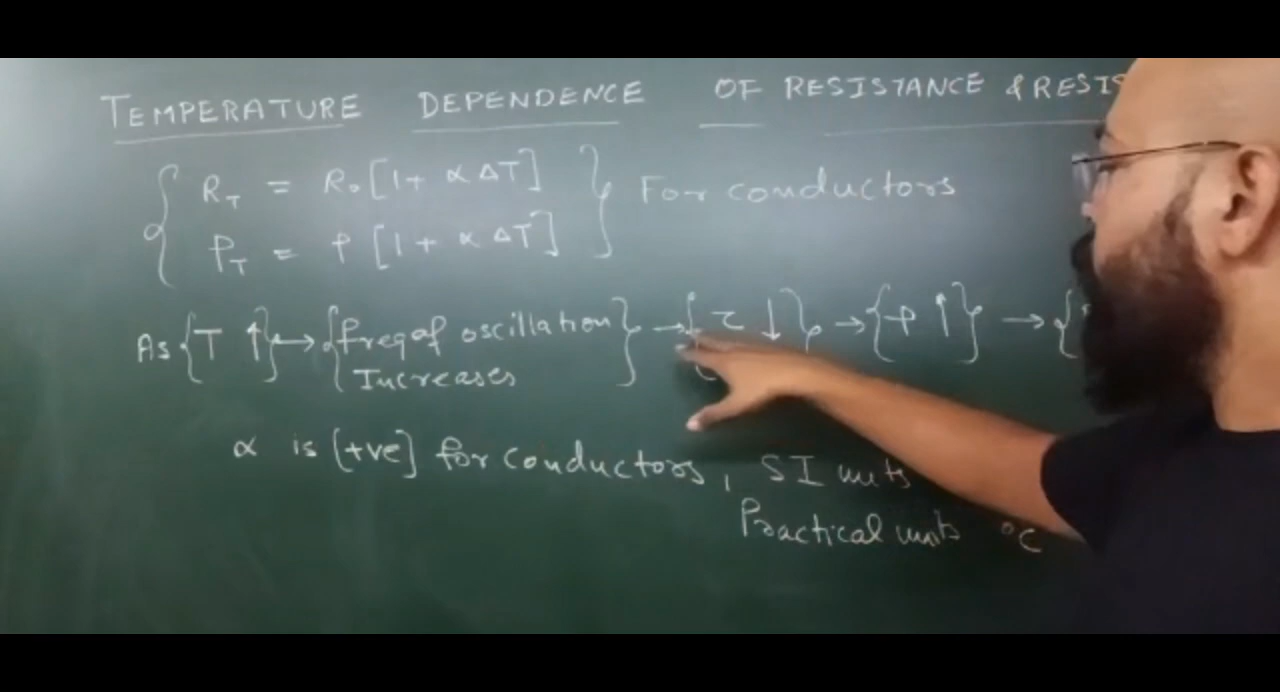 TEMPERATURE DEPENDENCE OF RESISTANCE & RESIS
R_T = R₀ [1 + α ΔT]
ρ_T = ρ [1 + α ΔT]
For conductors
As {T ↑} ↔ {freq of oscillation Increases} → {τ ↓} → {ρ ↑} → {
α is [+ve] for conductors, SI units
Practical units °C